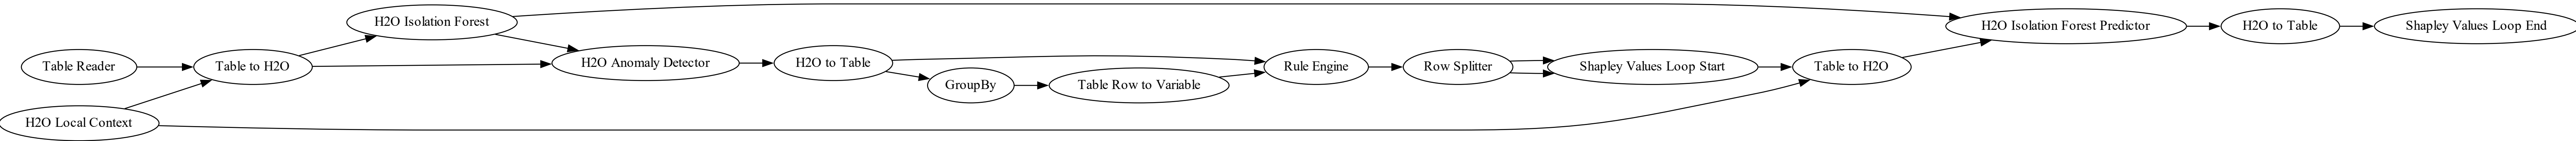 Table Reader
H2O Local Context
Table to H2O
H2O Isolation Forest
H2O Anomaly Detector
H2O to Table
GroupBy
Table Row to Variable
Rule Engine
Row Splitter
Shapley Values Loop Start
Table to H2O
H2O Isolation Forest Predictor
H2O to Table
Shapley Values Loop End